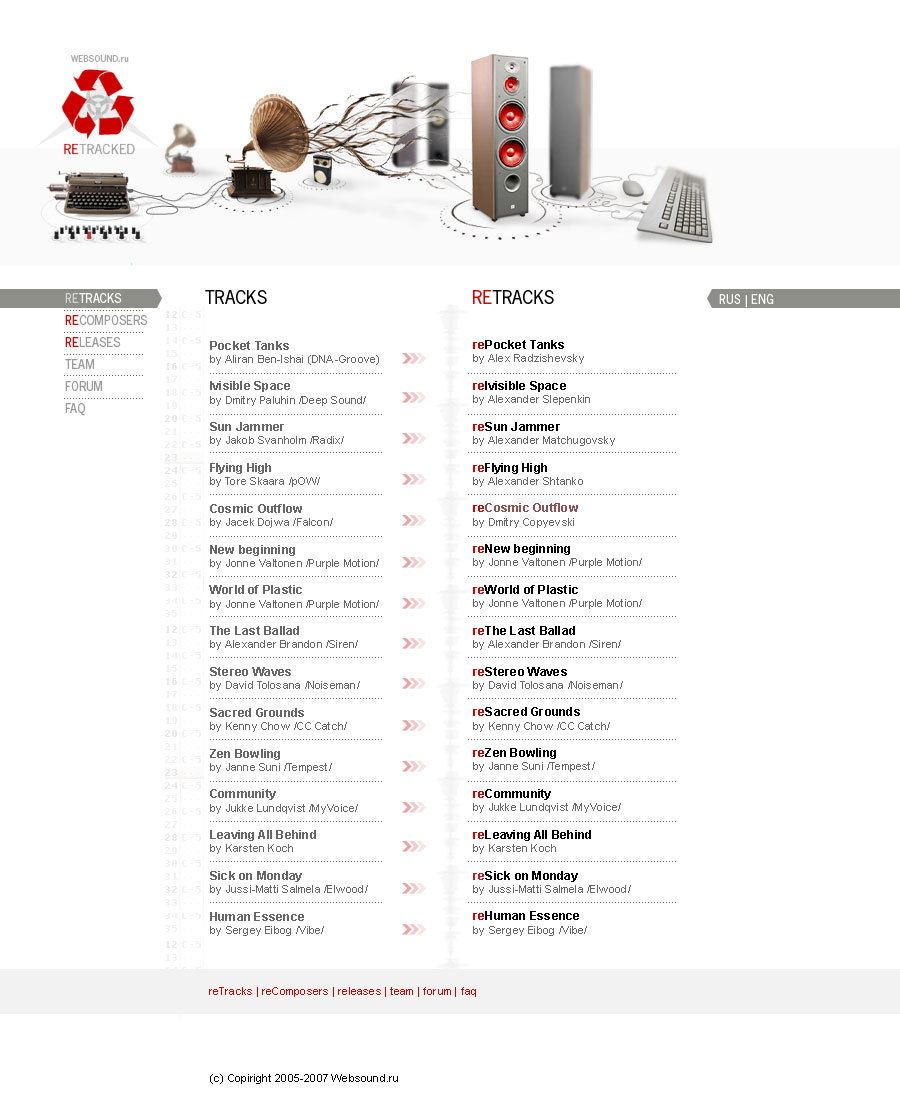 WEBSOUND.ru
RETRACKED
RETRACKS
RECOMPOSERS
RELEASES
TEAM
FORUM
FAQ
TRACKS
RETRACKS
RUS | ENG
Pocket Tanks
by Aliran Ben-Ishai (DNA-Groove)
rePocket Tanks
by Alex Radzishevsky
Ivisible Space
by Dmitry Paluhin /Deep Sound/
reIvisible Space
by Alexander Slepenkin
Sun Jammer
by Jakob Svanholm /Radix/
reSun Jammer
by Alexander Matchugovsky
Flying High
by Tore Skaara /pOW/
reFlying High
by Alexander Shtanko
Cosmic Outflow
by Jacek Dojwa /Falcon/
reCosmic Outflow
by Dmitry Copyevski
New beginning
by Jonne Valtonen /Purple Motion/
reNew beginning
by Jonne Valtonen /Purple Motion/
World of Plastic
by Jonne Valtonen /Purple Motion/
reWorld of Plastic
by Jonne Valtonen /Purple Motion/
The Last Ballad
by Alexander Brandon /Siren/
reThe Last Ballad
by Alexander Brandon /Siren/
Stereo Waves
by David Tolosana /Noiseman/
reStereo Waves
by David Tolosana /Noiseman/
Sacred Grounds
by Kenny Chow /CC Catch/
reSacred Grounds
by Kenny Chow /CC Catch/
Zen Bowling
by Janne Suni /Tempest/
reZen Bowling
by Janne Suni /Tempest/
Community
by Jukke Lundqvist /MyVoice/
reCommunity
by Jukke Lundqvist /MyVoice/
Leaving All Behind
by Karsten Koch
reLeaving All Behind
by Karsten Koch
Sick on Monday
by Jussi-Matti Salmela /Elwood/
reSick on Monday
by Jussi-Matti Salmela /Elwood/
Human Essence
by Sergey Eibog /Vibe/
reHuman Essence
by Sergey Eibog /Vibe/
reTracks | reComposers | releases | team | forum | faq
(c) Copiright 2005-2007 Websound.ru